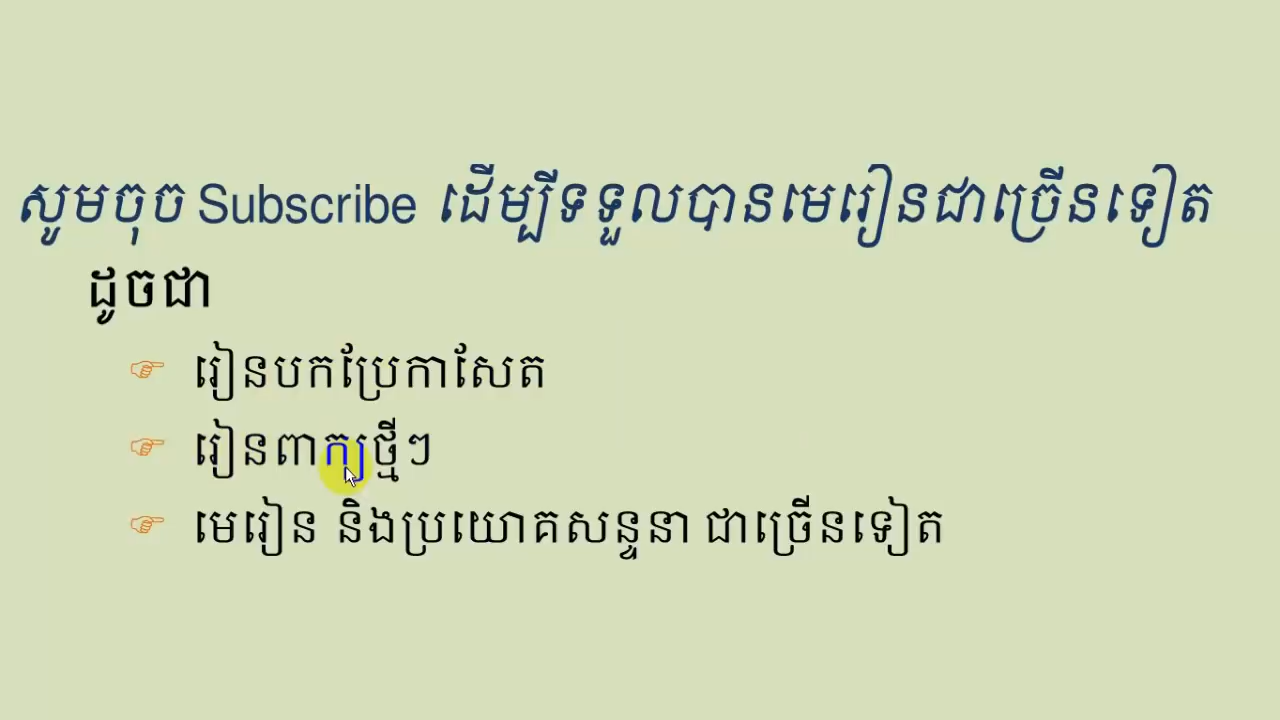 សូមចុច Subscribe ដើម្បីទទួលបានមេរៀនជាច្រើនទៀត
ដូចជា
រៀនបកប្រែកាសែត
រៀនពាក្យថ្មីៗ
មេរៀន និងប្រយោគសន្ទនា ជាច្រើនទៀត